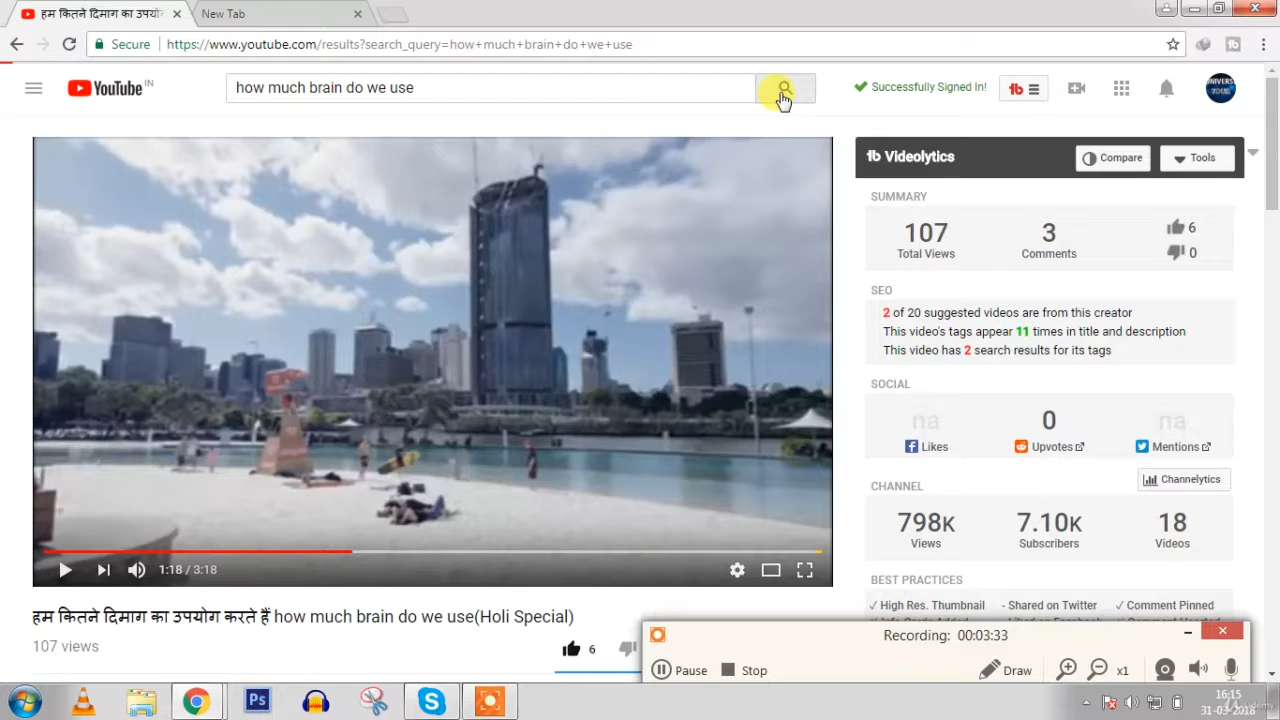 हम कितने दिमाग का उपयो
New Tab
Secure
https://www.youtube.com/results?search_query=how+much+brain+do+we+use
YouTube IN
how much brain do we use
Successfully Signed In!
Videolytics
Compare
Tools
SUMMARY
107
3
6
Total Views
Comments
0
SEO
2 of 20 suggested videos are from this creator
This video's tags appear 11 times in title and description
This video has 2 search results for its tags
SOCIAL
na
0
na
Likes
Upvotes
Mentions
CHANNEL
Channelytics
798K
7.10K
18
Views
Subscribers
Videos
BEST PRACTICES
✓ High Res. Thumbnail
- Shared on Twitter
✓ Comment Pinned
1:18 / 3:18
हम कितने दिमाग का उपयोग करते हैं how much brain do we use(Holi Special)
107 views
6
Recording: 00:03:33
Pause
Stop
Draw
x1
Ps
16:15
31-03-2018